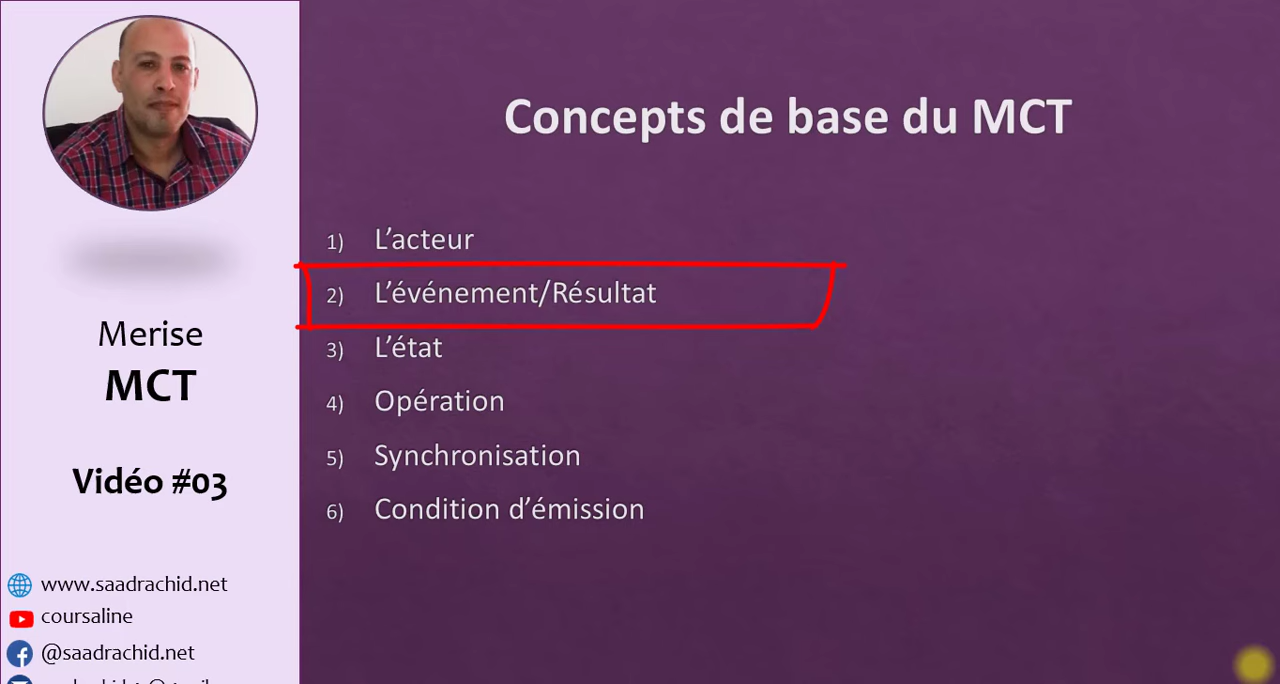 Concepts de base du MCT
1) L’acteur
2) L’événement/Résultat
3) L’état
4) Opération
5) Synchronisation
6) Condition d’émission
Merise
MCT
Vidéo #03
www.saadrachid.net
coursaline
@saadrachid.net